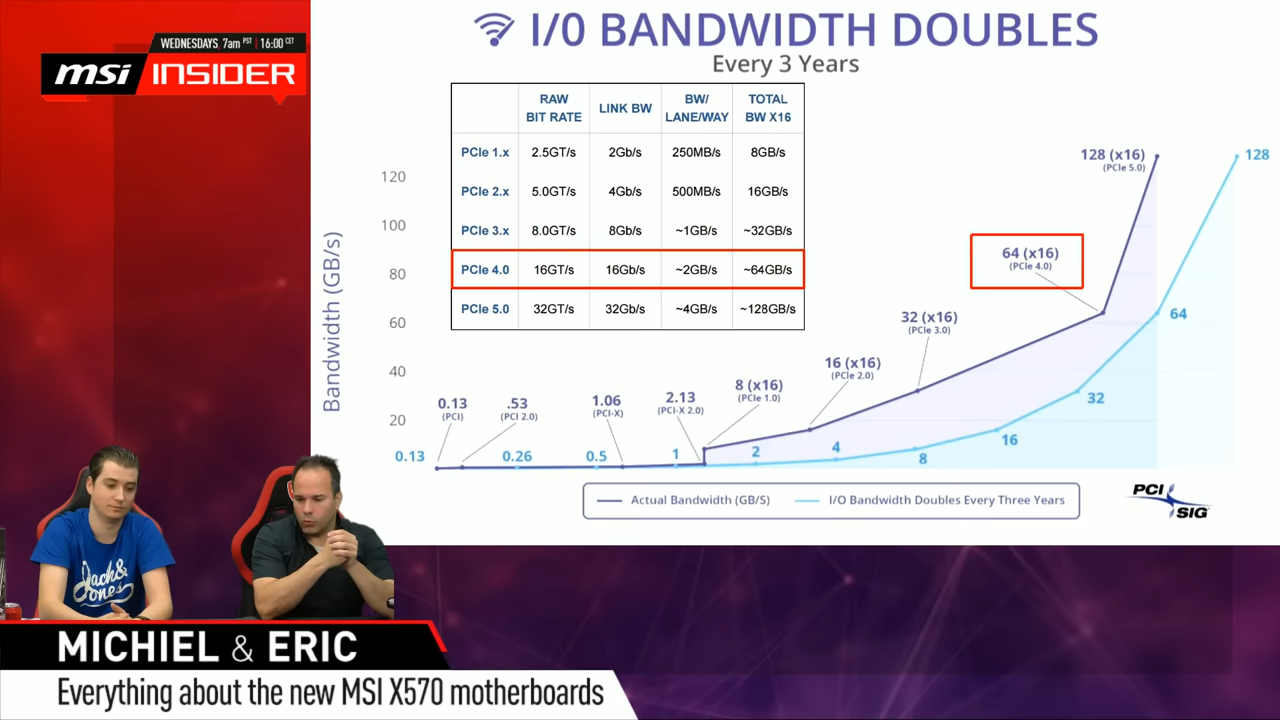 WEDNESDAYS 7am PST | 16:00 CET
msi INSIDER
I/0 BANDWIDTH DOUBLES
Every 3 Years
RAW BIT RATE LINK BW BW/ LANE/WAY TOTAL BW X16
PCIe 1.x 2.5GT/s 2Gb/s 250MB/s 8GB/s
PCIe 2.x 5.0GT/s 4Gb/s 500MB/s 16GB/s
PCIe 3.x 8.0GT/s 8Gb/s ~1GB/s ~32GB/s
PCIe 4.0 16GT/s 16Gb/s ~2GB/s ~64GB/s
PCIe 5.0 32GT/s 32Gb/s ~4GB/s ~128GB/s
Bandwidth (GB/s)
120
100
80
60
40
20
0.13
(PCI)
.53
(PCI 2.0)
1.06
(PCI-X)
2.13
(PCI-X 2.0)
8 (x16)
(PCIe 1.0)
16 (x16)
(PCIe 2.0)
32 (x16)
(PCIe 3.0)
64 (x16)
(PCIe 4.0)
128 (x16)
(PCIe 5.0)
0.13 0.26 0.5 1 2 4 8 16 32 64 128
Actual Bandwidth (GB/S) I/O Bandwidth Doubles Every Three Years
PCI
SIG
Jack&
Jones
MICHIEL & ERIC
Everything about the new MSI X570 motherboards